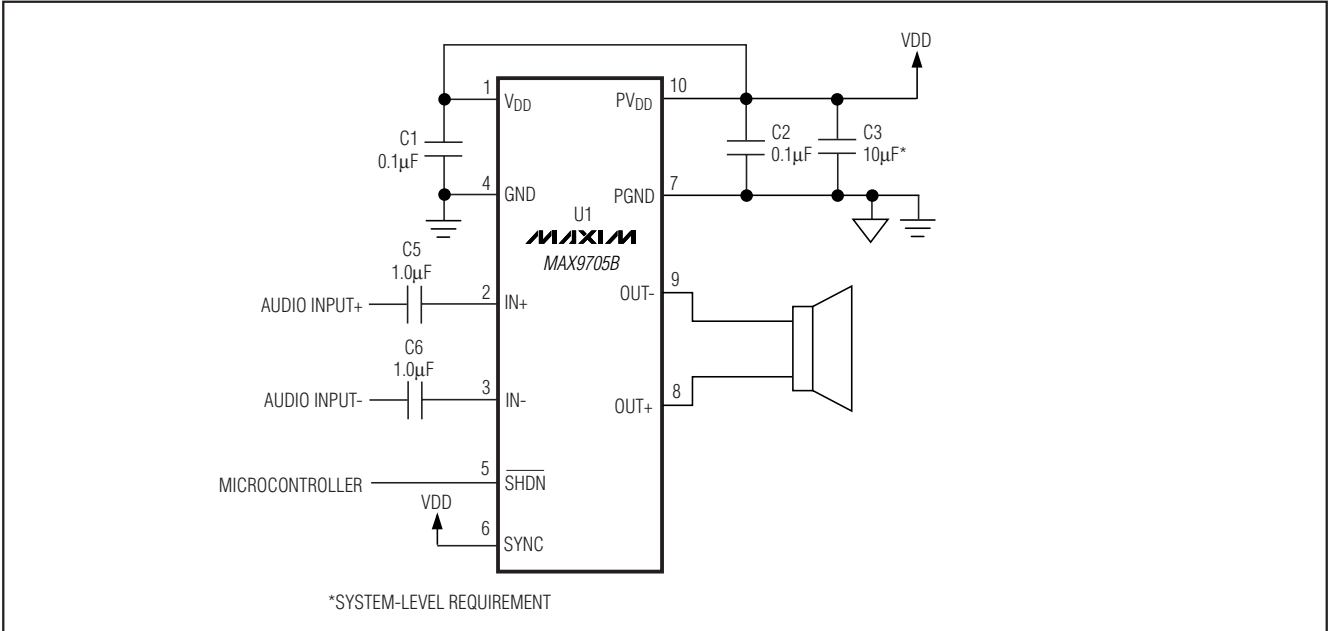 VDD
1
10
VDD
PVDD
C1
0.1µF
C2
0.1µF
C3
10µF*
4
GND
7
PGND
U1
MAXIM
MAX9705B
C5
1.0µF
AUDIO INPUT+
2
IN+
9
OUT-
C6
1.0µF
AUDIO INPUT-
3
IN-
8
OUT+
MICROCONTROLLER
5
SHDN
VDD
6
SYNC
*SYSTEM-LEVEL REQUIREMENT